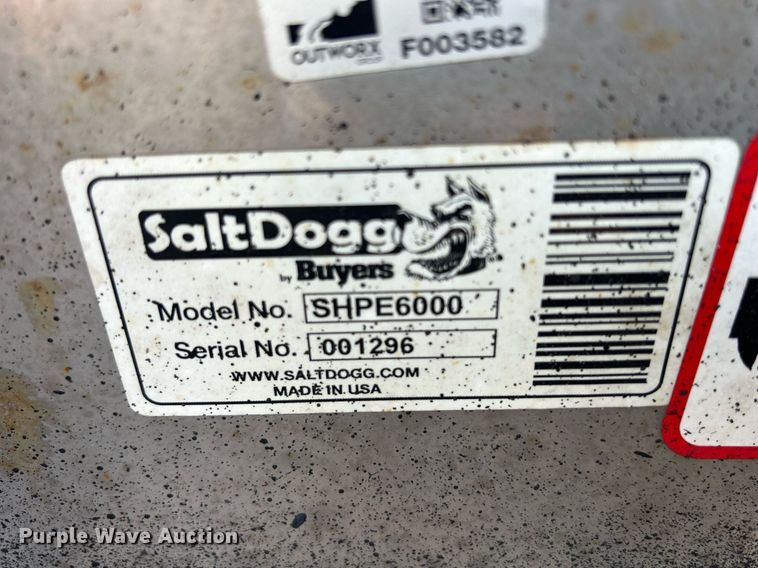 OUTWORX
F003582
SaltDogg
by Buyers
Model No. SHPE6000
Serial No. 001296
WWW.SALTDOGG.COM
MADE IN USA
Purple Wave Auction